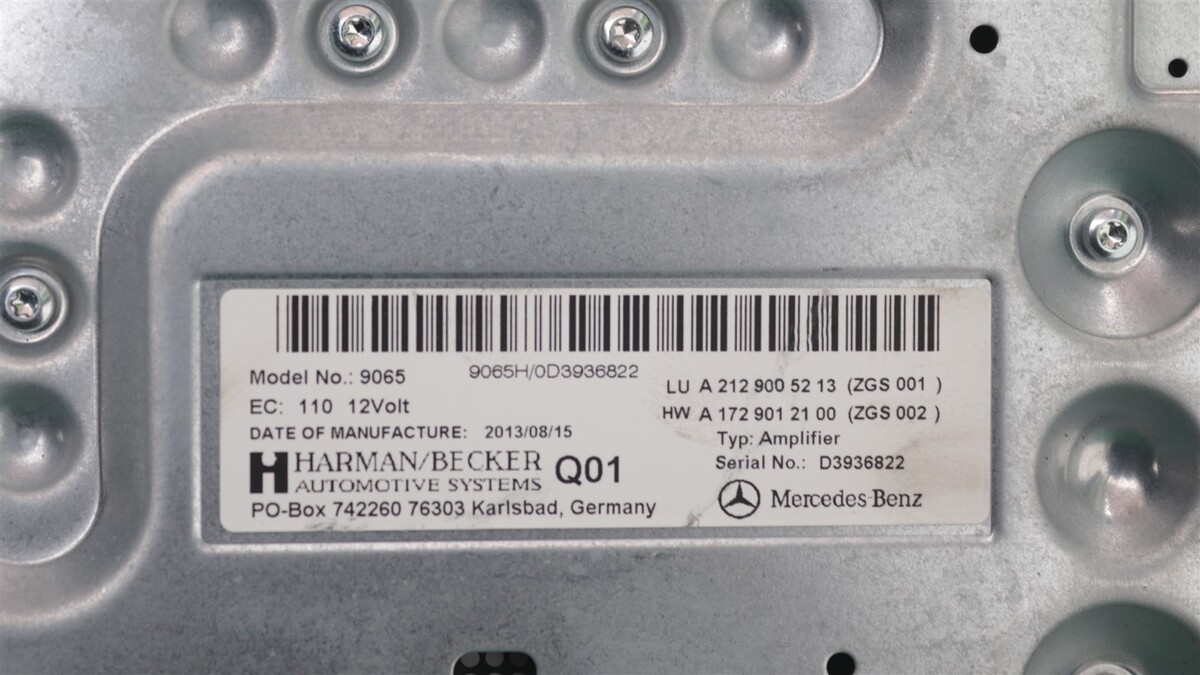 9065H/0D3936822
Model No.: 9065
EC: 110 12Volt
DATE OF MANUFACTURE: 2013/08/15
HARMAN/BECKER
AUTOMOTIVE SYSTEMS
Q01
PO-Box 742260 76303 Karlsbad, Germany
LU A 212 900 52 13 (ZGS 001 )
HW A 172 901 21 00 (ZGS 002 )
Typ: Amplifier
Serial No.: D3936822
Mercedes-Benz